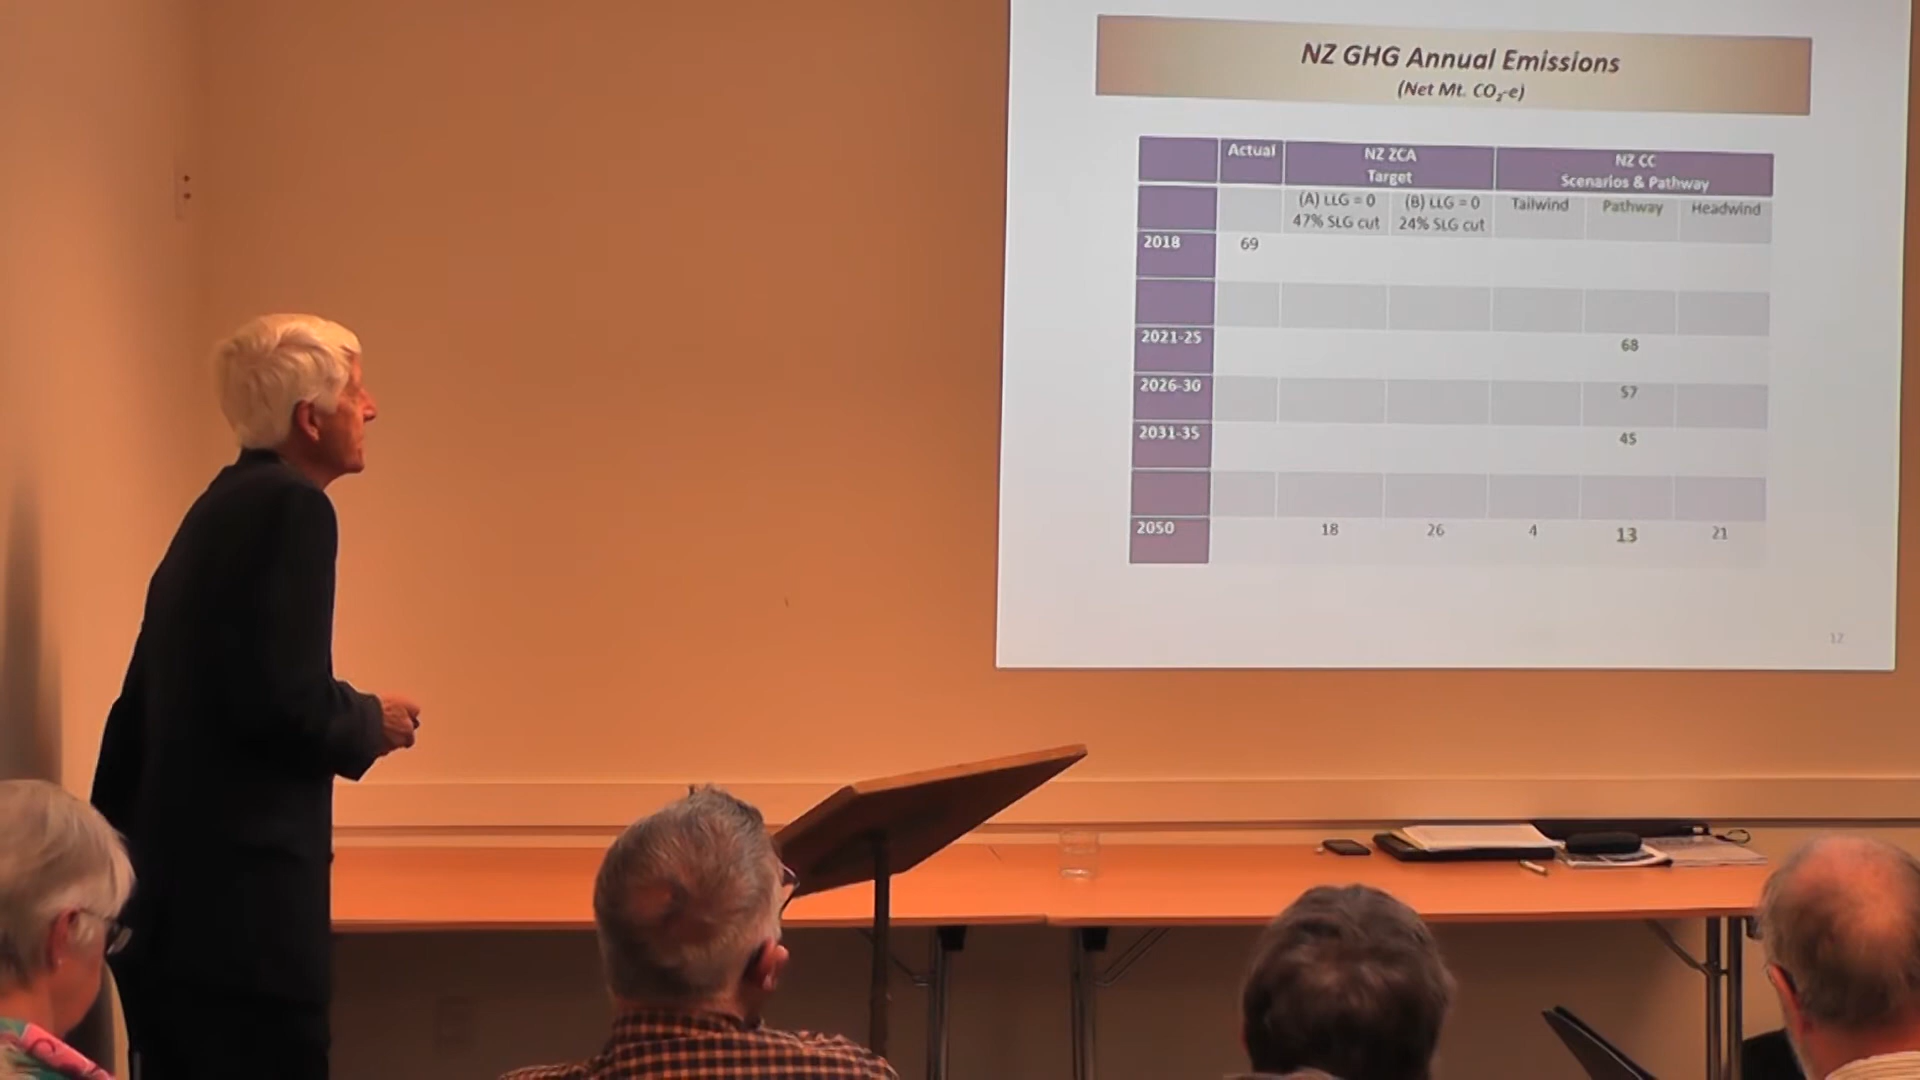 NZ GHG Annual Emissions
(Net Mt. CO₂-e)
Actual NZ ZCA NZ CC
Target Scenarios & Pathway
(A) LLG = 0 (B) LLG = 0 Tailwind Pathway Headwind
47% SLG cut 24% SLG cut
2018 69
2021-25 68
2026-30 57
2031-35 45
2050 18 26 4 13 21
12